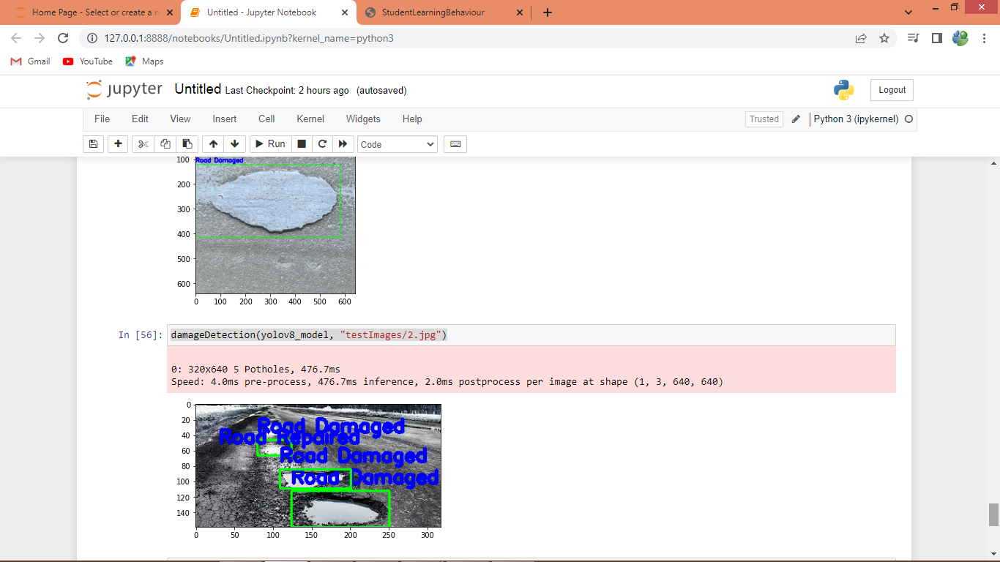 Home Page - Select or create a n
Untitled - Jupyter Notebook
StudentLearningBehaviour
127.0.0.1:8888/notebooks/Untitled.ipynb?kernel_name=python3
Gmail YouTube Maps
jupyter Untitled Last Checkpoint: 2 hours ago (autosaved)
Logout
File Edit View Insert Cell Kernel Widgets Help
Trusted Python 3 (ipykernel)
Run Code
100
Road Damaged
200
300
400
500
600
0 100 200 300 400 500 600
In [56]: damageDetection(yolov8_model, "testImages/2.jpg")
0: 320x640 5 Potholes, 476.7ms
Speed: 4.0ms pre-process, 476.7ms inference, 2.0ms postprocess per image at shape (1, 3, 640, 640)
0
20
Road Damaged
40
Road Repaired
60
Road Damaged
80
100
Road Damaged
120
140
0 50 100 150 200 250 300